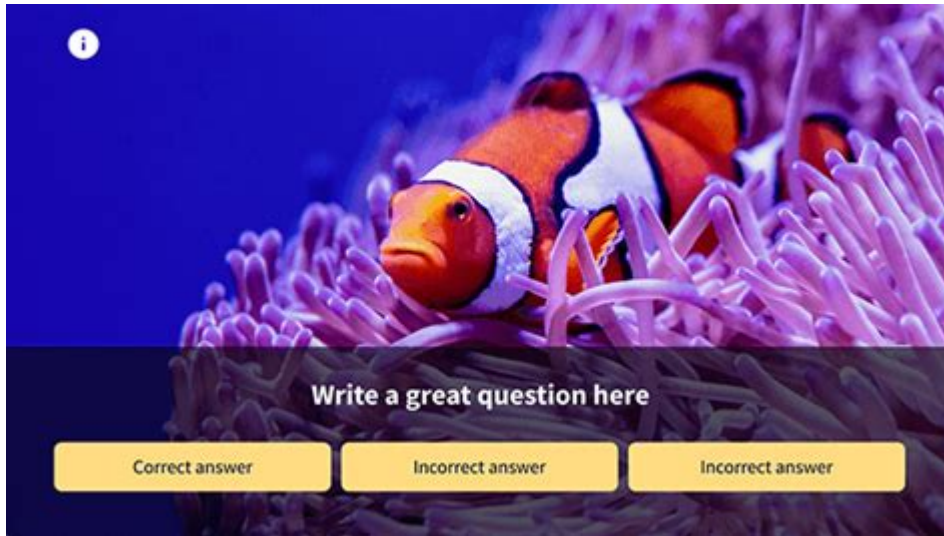 i
Write a great question here
Correct answer
Incorrect answer
Incorrect answer